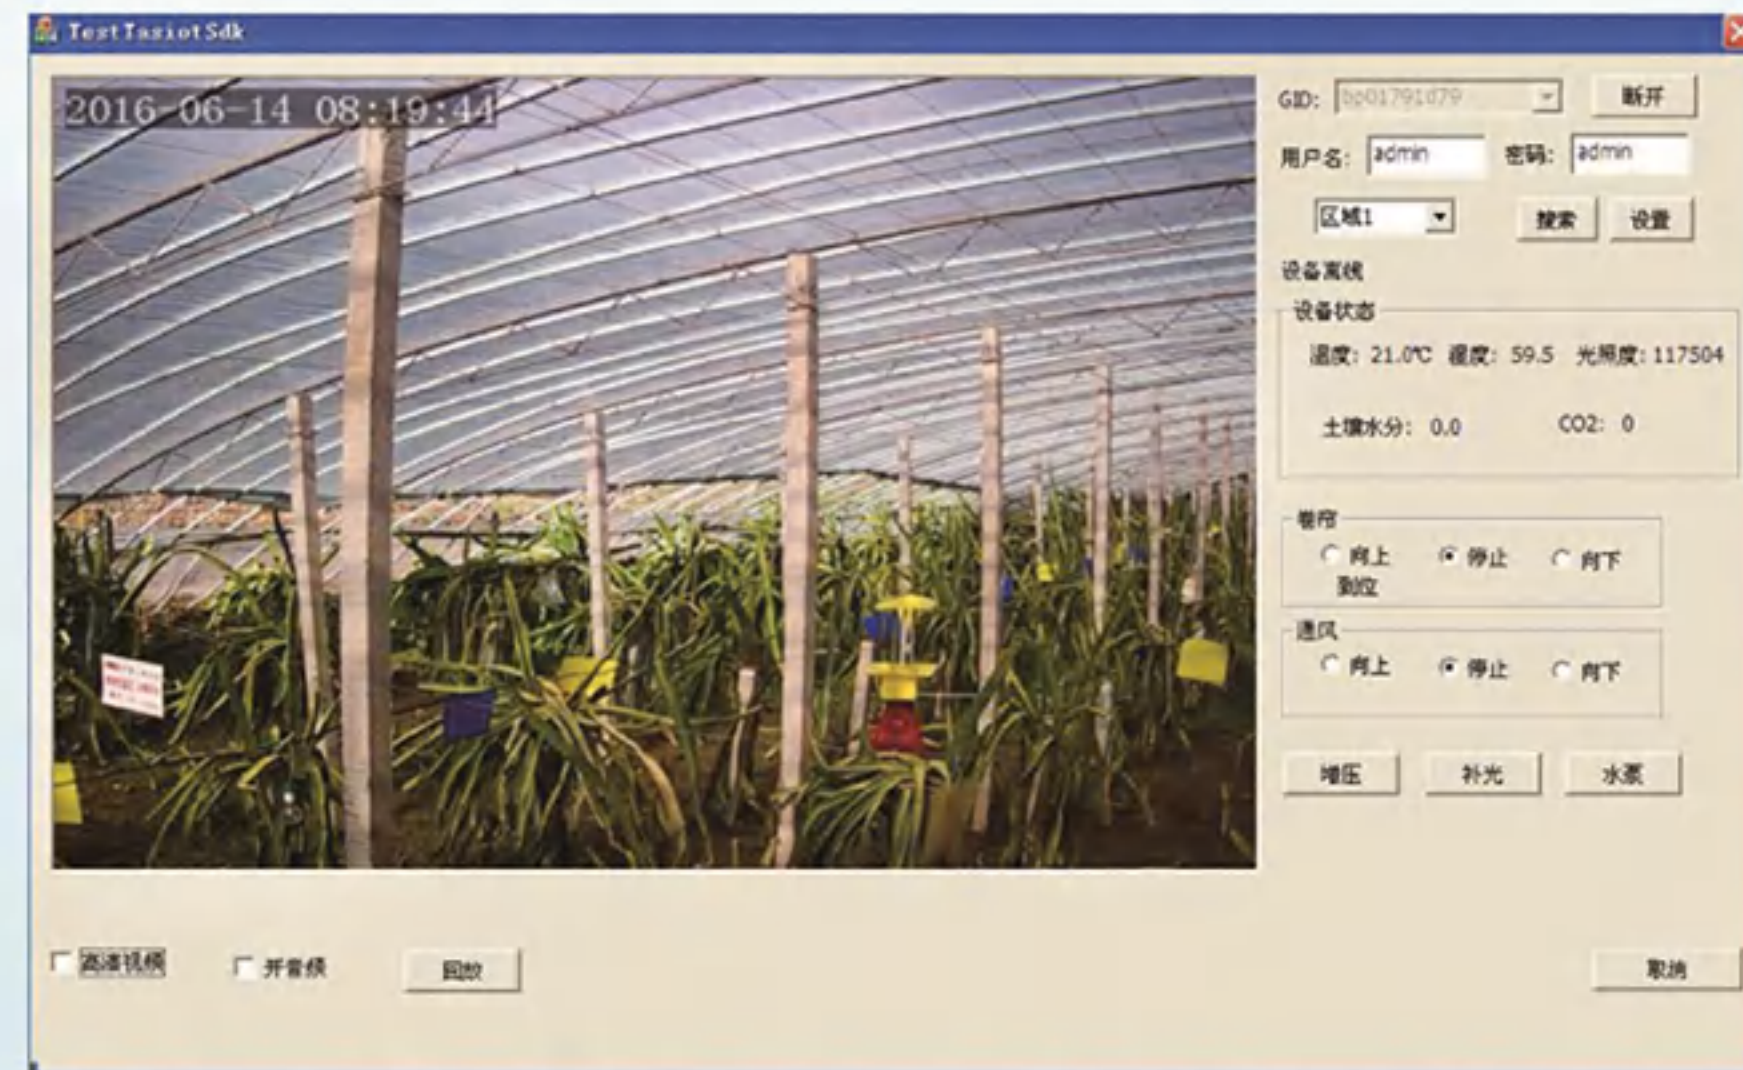 TestTasiotSdk
2016-06-14 08:19:44
GID: bp01791d79 断开
用户名: admin 密码: admin
区域1 搜索 设置
设备离线
设备状态
温度: 21.0℃ 湿度: 59.5 光照度: 117504
土壤水分: 0.0 CO2: 0
卷帘
向上 停止 向下
到位
通风
向上 停止 向下
增压 补光 水泵
高清视频 开音频 回放 取消